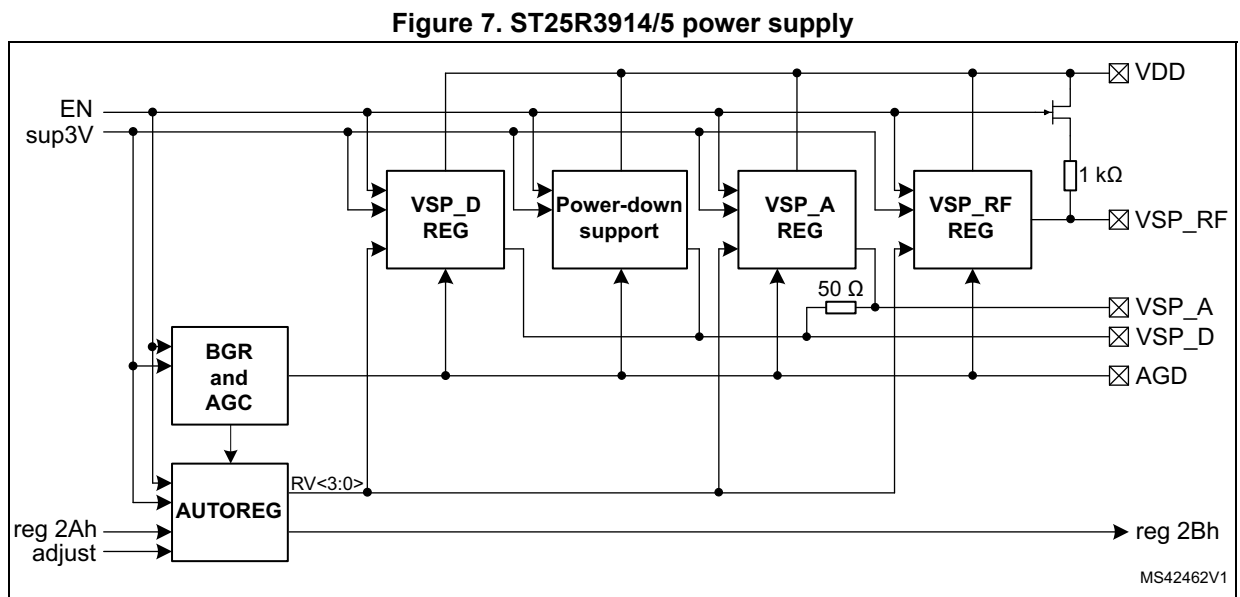 Figure 7. ST25R3914/5 power supply
VDD
EN
sup3V
1 kΩ
VSP_D
REG
Power-down
support
VSP_A
REG
VSP_RF
REG
VSP_RF
50 Ω
VSP_A
VSP_D
BGR
and
AGC
AGD
RV<3:0>
AUTOREG
reg 2Ah
adjust
reg 2Bh
MS42462V1